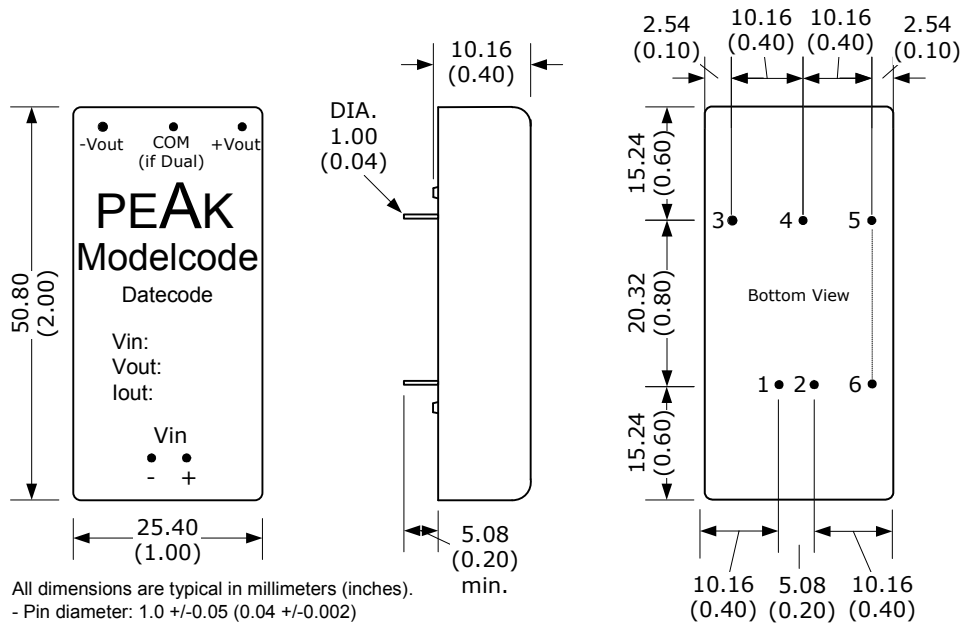 50.80
(2.00)
-Vout
COM
(if Dual)
+Vout
PEAK
Modelcode
Datecode
Vin:
Vout:
Iout:
Vin
-
+
25.40
(1.00)
10.16
(0.40)
DIA.
1.00
(0.04)
5.08
(0.20)
min.
2.54
(0.10)
10.16
(0.40)
10.16
(0.40)
2.54
(0.10)
15.24
(0.60)
3
4
5
20.32
(0.80)
Bottom View
1
2
6
15.24
(0.60)
10.16
(0.40)
5.08
(0.20)
10.16
(0.40)
All dimensions are typical in millimeters (inches).
- Pin diameter: 1.0 +/-0.05 (0.04 +/-0.002)